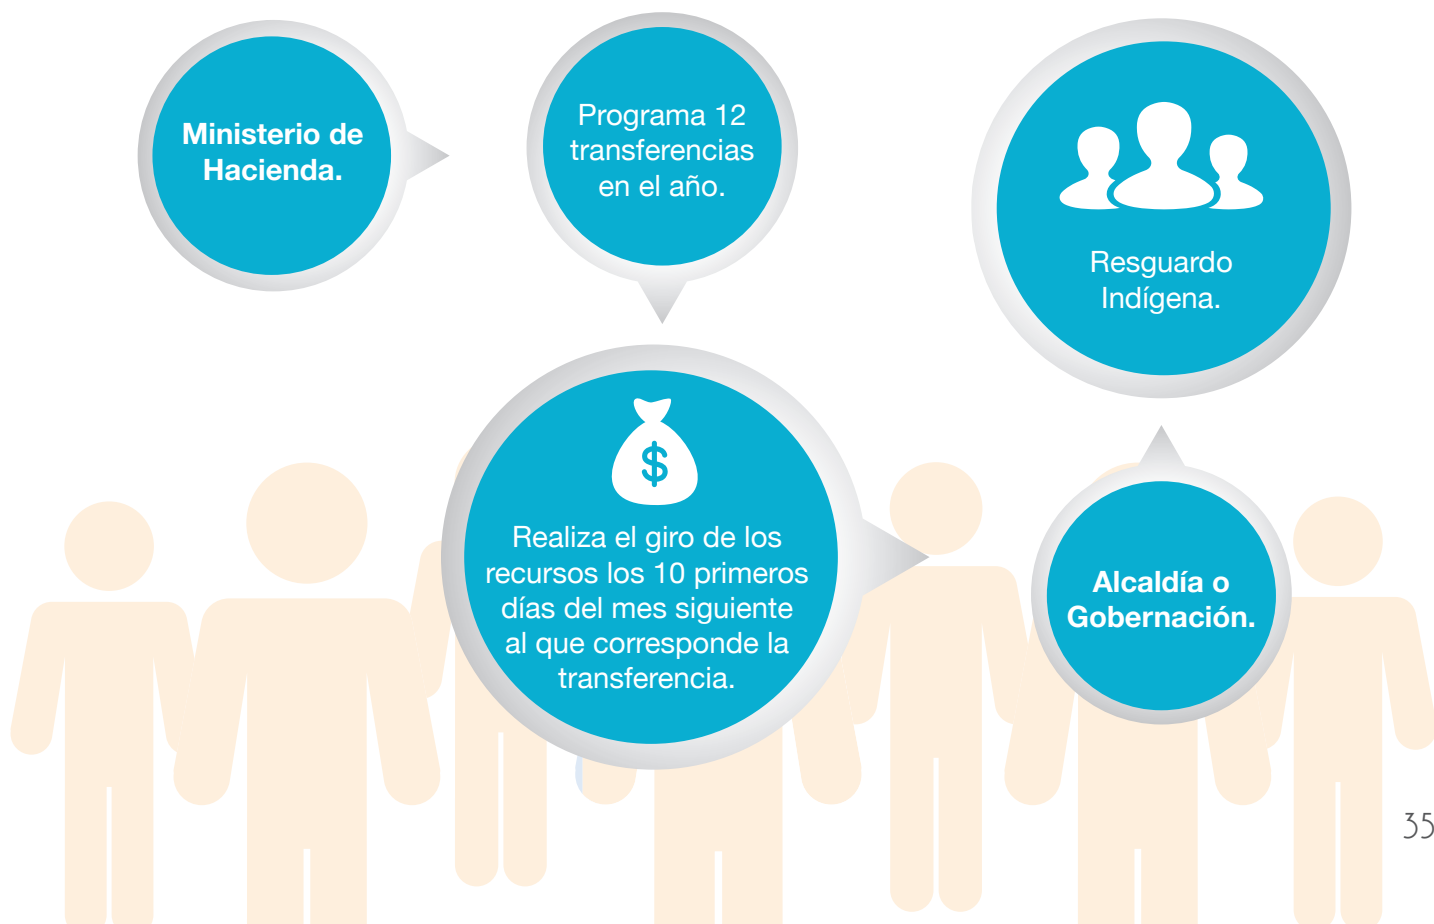 Ministerio de
Hacienda.
Programa 12
transferencias
en el año.
$
Realiza el giro de los
recursos los 10 primeros
días del mes siguiente
al que corresponde la
transferencia.
Alcaldía o
Gobernación.
Resguardo
Indígena.
35